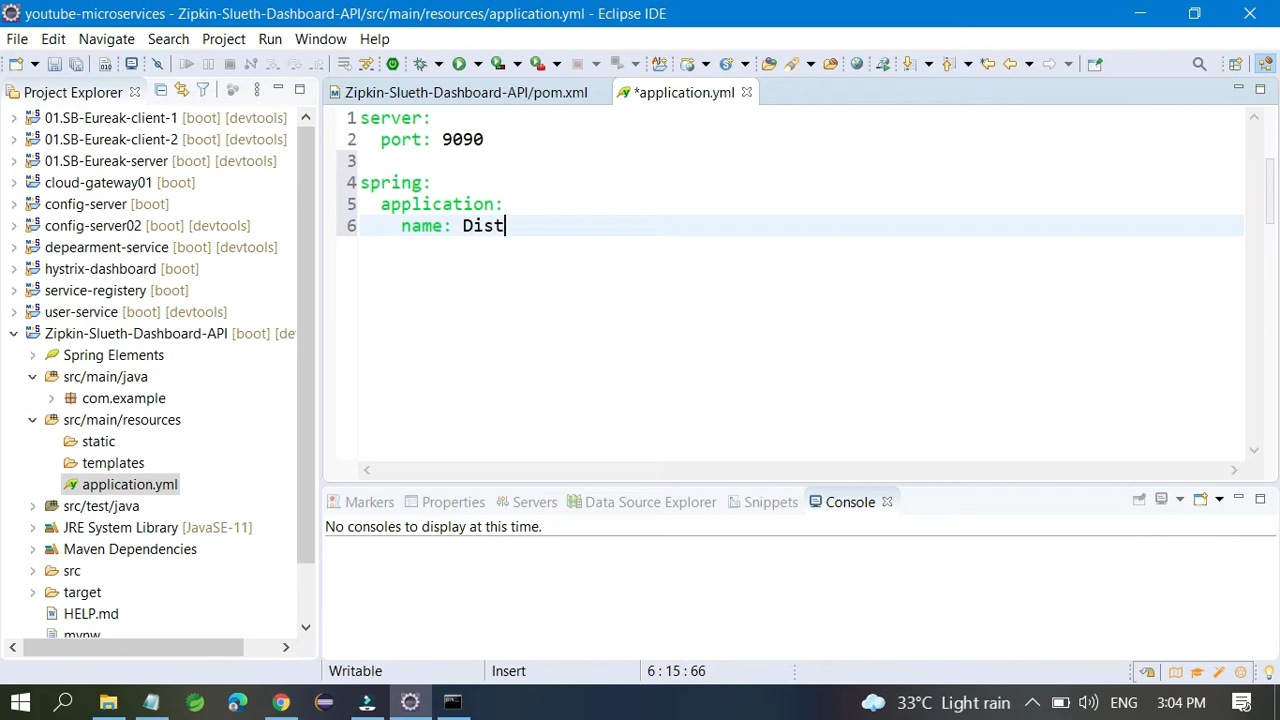 youtube-microservices - Zipkin-Slueth-Dashboard-API/src/main/resources/application.yml - Eclipse IDE
File Edit Navigate Search Project Run Window Help
Project Explorer
Zipkin-Slueth-Dashboard-API/pom.xml
*application.yml
01.SB-Eureak-client-1 [boot] [devtools]
01.SB-Eureak-client-2 [boot] [devtools]
01.SB-Eureak-server [boot] [devtools]
cloud-gateway01 [boot]
config-server [boot]
config-server02 [boot] [devtools]
depearment-service [boot] [devtools]
hystrix-dashboard [boot]
service-registery [boot]
user-service [boot] [devtools]
Zipkin-Slueth-Dashboard-API [boot] [de
Spring Elements
src/main/java
com.example
src/main/resources
static
templates
application.yml
src/test/java
JRE System Library [JavaSE-11]
Maven Dependencies
src
target
HELP.md
mvnw
1 server:
2 port: 9090
3
4 spring:
5 application:
6 name: Dist
Markers Properties Servers Data Source Explorer Snippets Console
No consoles to display at this time.
Writable Insert 6 : 15 : 66
33°C Light rain ENG 3:04 PM